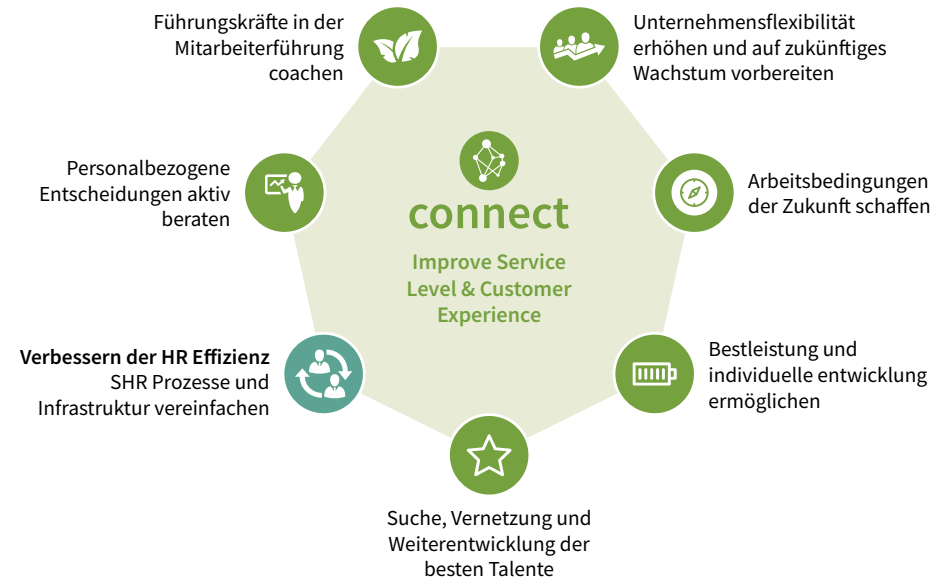 Führungskräfte in der
Mitarbeiterführung
coachen
Unternehmensflexibilität
erhöhen und auf zukünftiges
Wachstum vorbereiten
Personalbezogene
Entscheidungen aktiv
beraten
connect
Improve Service
Level & Customer
Experience
Arbeitsbedingungen
der Zukunft schaffen
Verbessern der HR Effizienz
SHR Prozesse und
Infrastruktur vereinfachen
Bestleistung und
individuelle entwicklung
ermöglichen
Suche, Vernetzung und
Weiterentwicklung der
besten Talente